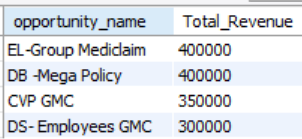 opportunity_name Total_Revenue
EL-Group Mediclaim 400000
DB -Mega Policy 400000
CVP GMC 350000
DS- Employees GMC 300000